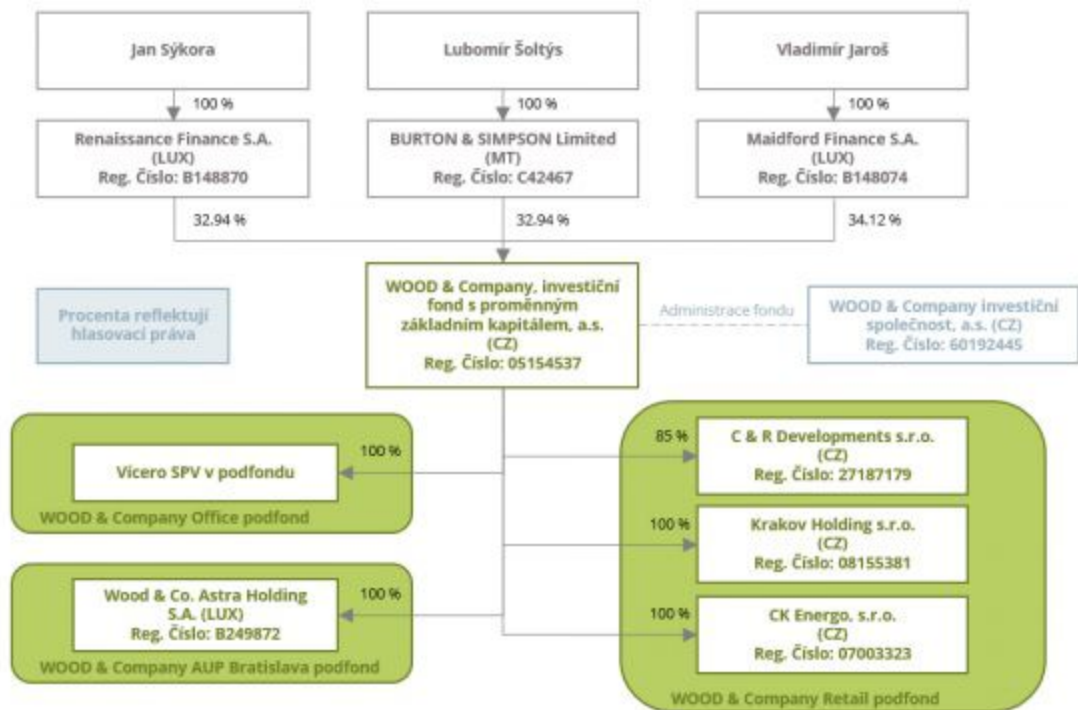 Jan Sýkora
Lubomír Šoltýs
Vladimír Jaroš
100 %
100 %
100 %
Renaissance Finance S.A.
(LUX)
Reg. Číslo: B148870
BURTON & SIMPSON Limited
(MT)
Reg. Číslo: C42467
Maidford Finance S.A.
(LUX)
Reg. Číslo: B148074
32.94 %
32.94 %
34.12 %
Procenta reflektují
hlasovací práva
WOOD & Company, investiční
fond s proměnným
základním kapitálem, a.s.
(CZ)
Reg. Číslo: 05154537
Administrace fondu
WOOD & Company investiční
společnost, a.s. (CZ)
Reg. Číslo: 60192445
100 %
Vícero SPV v podfondu
WOOD & Company Office podfond
100 %
Wood & Co. Astra Holding
S.A. (LUX)
Reg. Číslo: B249872
WOOD & Company AUP Bratislava podfond
85 %
C & R Developments s.r.o.
(CZ)
Reg. Číslo: 27187179
100 %
Krakov Holding s.r.o.
(CZ)
Reg. Číslo: 08155381
100 %
CK Energo, s.r.o.
(CZ)
Reg. Číslo: 07003323
WOOD & Company Retail podfond